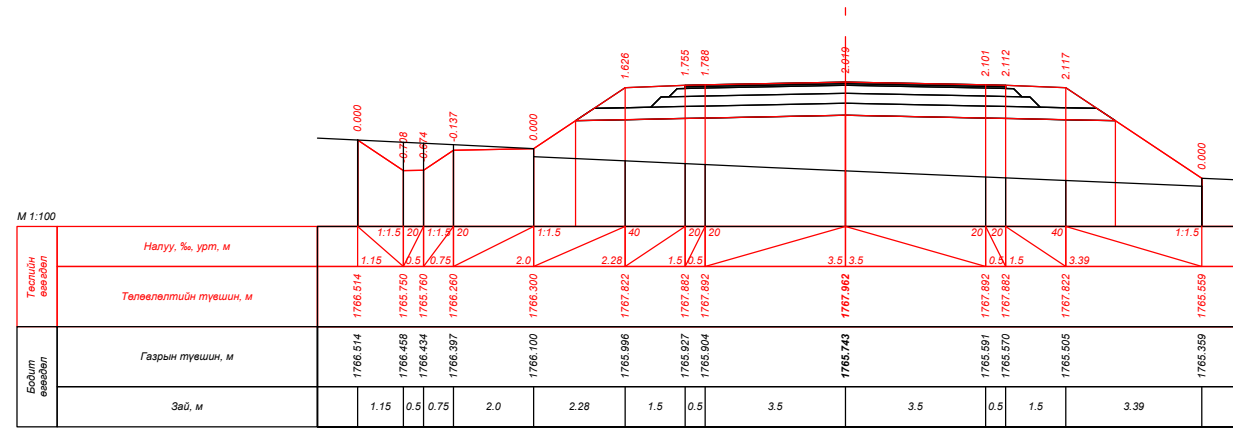 0.000
-0.708
-0.674
-0.137
0.000
1.626
1.755
1.788
2.019
2.101
2.112
2.117
0.000
М 1:100
Төслийн өгөгдөл
Налуу, ‰, урт, м
1:1.5 20 1:1.5 20 1:1.5 40 20 20 20 20 40 1:1.5
1.15 0.5 0.75 2.0 2.28 1.5 0.5 3.5 3.5 0.5 1.5 3.39
Төлөвлөлтийн түвшин, м
1766.514 1765.750 1765.760 1766.260 1766.300 1767.822 1767.882 1767.892 1767.962 1767.892 1767.882 1767.822 1765.559
Бодит өгөгдөл
Газрын түвшин, м
1766.514 1766.458 1766.434 1766.397 1766.100 1765.996 1765.927 1765.904 1765.743 1765.591 1765.570 1765.505 1765.359
Зай, м
1.15 0.5 0.75 2.0 2.28 1.5 0.5 3.5 3.5 0.5 1.5 3.39